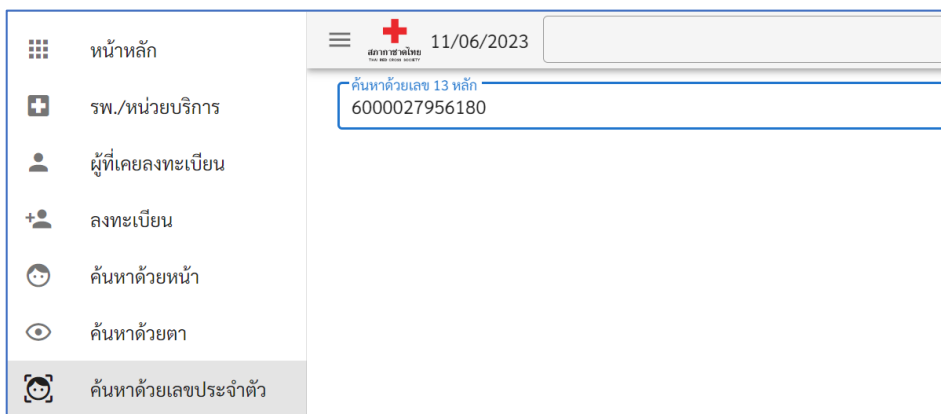 หน้าหลัก
รพ./หน่วยบริการ
ผู้ที่เคยลงทะเบียน
ลงทะเบียน
ค้นหาด้วยหน้า
ค้นหาด้วยตา
ค้นหาด้วยเลขประจำตัว
สภากาชาดไทย
THAI RED CROSS SOCIETY
11/06/2023
ค้นหาด้วยเลข 13 หลัก
6000027956180